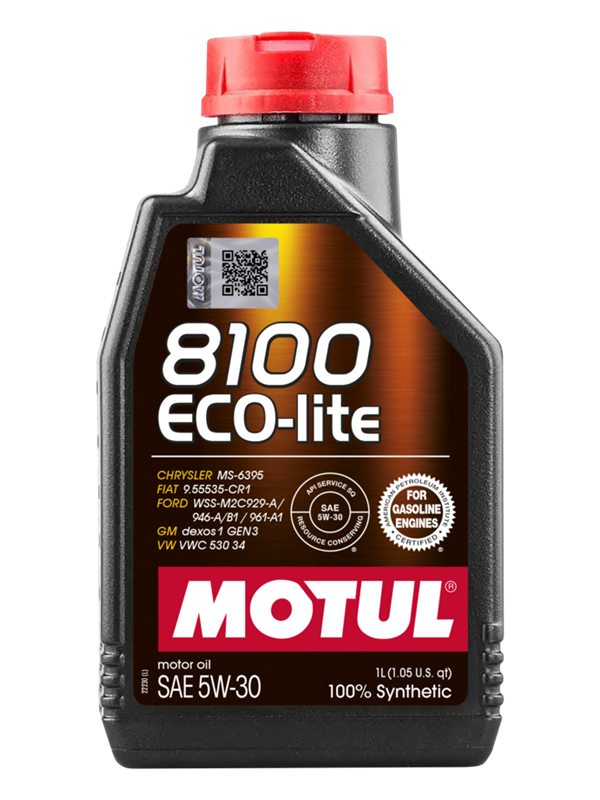 MOTUL
8100
ECO-lite
CHRYSLER MS-6395
FIAT 9.55535-CR1
FORD WSS-M2C929-A/
946-A/B1 / 961-A1
GM dexos1 GEN3
VW VWC 530 34
API SERVICE SQ
SAE
5W-30
RESOURCE CONSERVING
AMERICAN PETROLEUM INSTITUTE
FOR
GASOLINE
ENGINES
CERTIFIED
MOTUL®
motor oil
SAE 5W-30
1L (1.05 U.S. qt)
100% Synthetic
22230 (L)